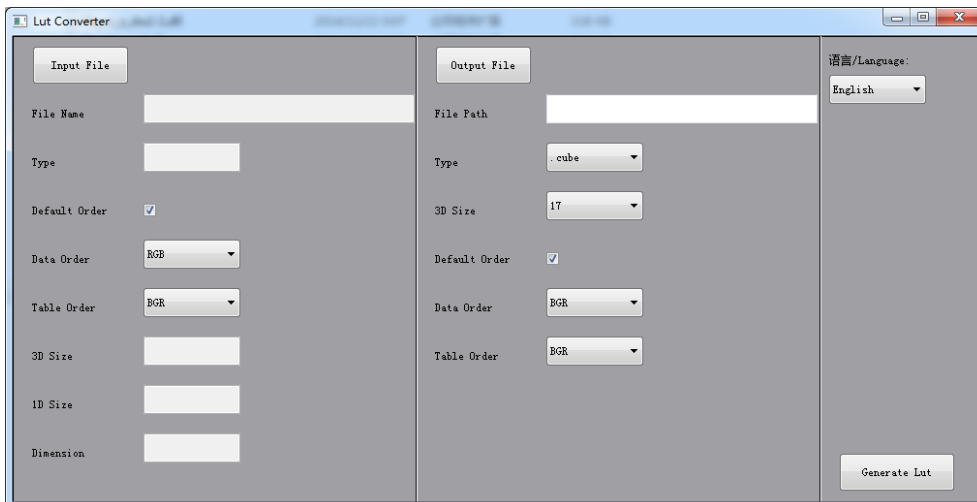 Lut Converter
Input File
File Name
Type
Default Order
Data Order
RGB
Table Order
BGR
3D Size
1D Size
Dimension
Output File
File Path
Type
.cube
3D Size
17
Default Order
Data Order
BGR
Table Order
BGR
语言/Language:
English
Generate Lut